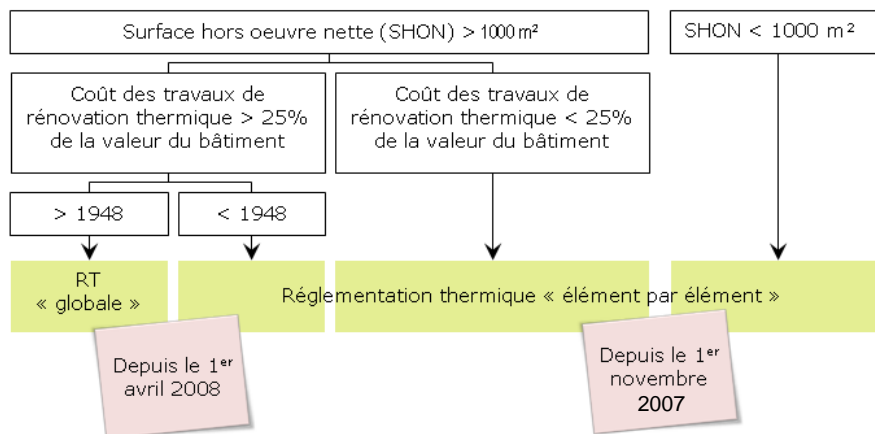 Surface hors oeuvre nette (SHON) > 1000 m²
SHON < 1000 m²
Coût des travaux de
rénovation thermique > 25%
de la valeur du bâtiment
Coût des travaux de
rénovation thermique < 25%
de la valeur du bâtiment
> 1948
< 1948
RT
« globale »
Réglementation thermique « élément par élément »
Depuis le 1er
avril 2008
Depuis le 1er
novembre
2007